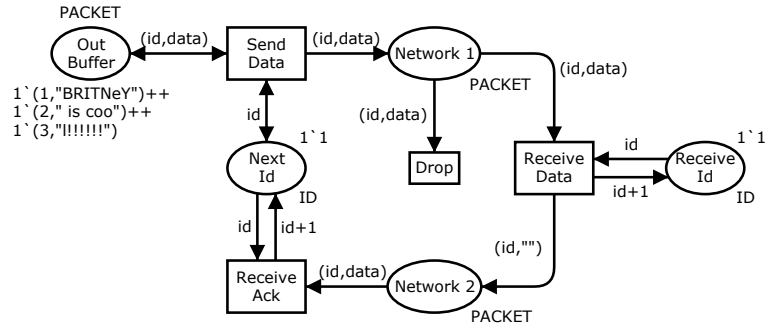 PACKET
Out
Buffer
(id,data)
Send
Data
(id,data)
Network 1
PACKET
(id,data)
1`(1,"BRITNeY")++
1`(2," is coo")++
1`(3,"l!!!!!!")
id
(id,data)
1`1
Next
Id
ID
Drop
Receive
Data
id
id+1
1`1
Receive
Id
ID
id
id+1
(id,"")
Receive
Ack
(id,data)
Network 2
PACKET